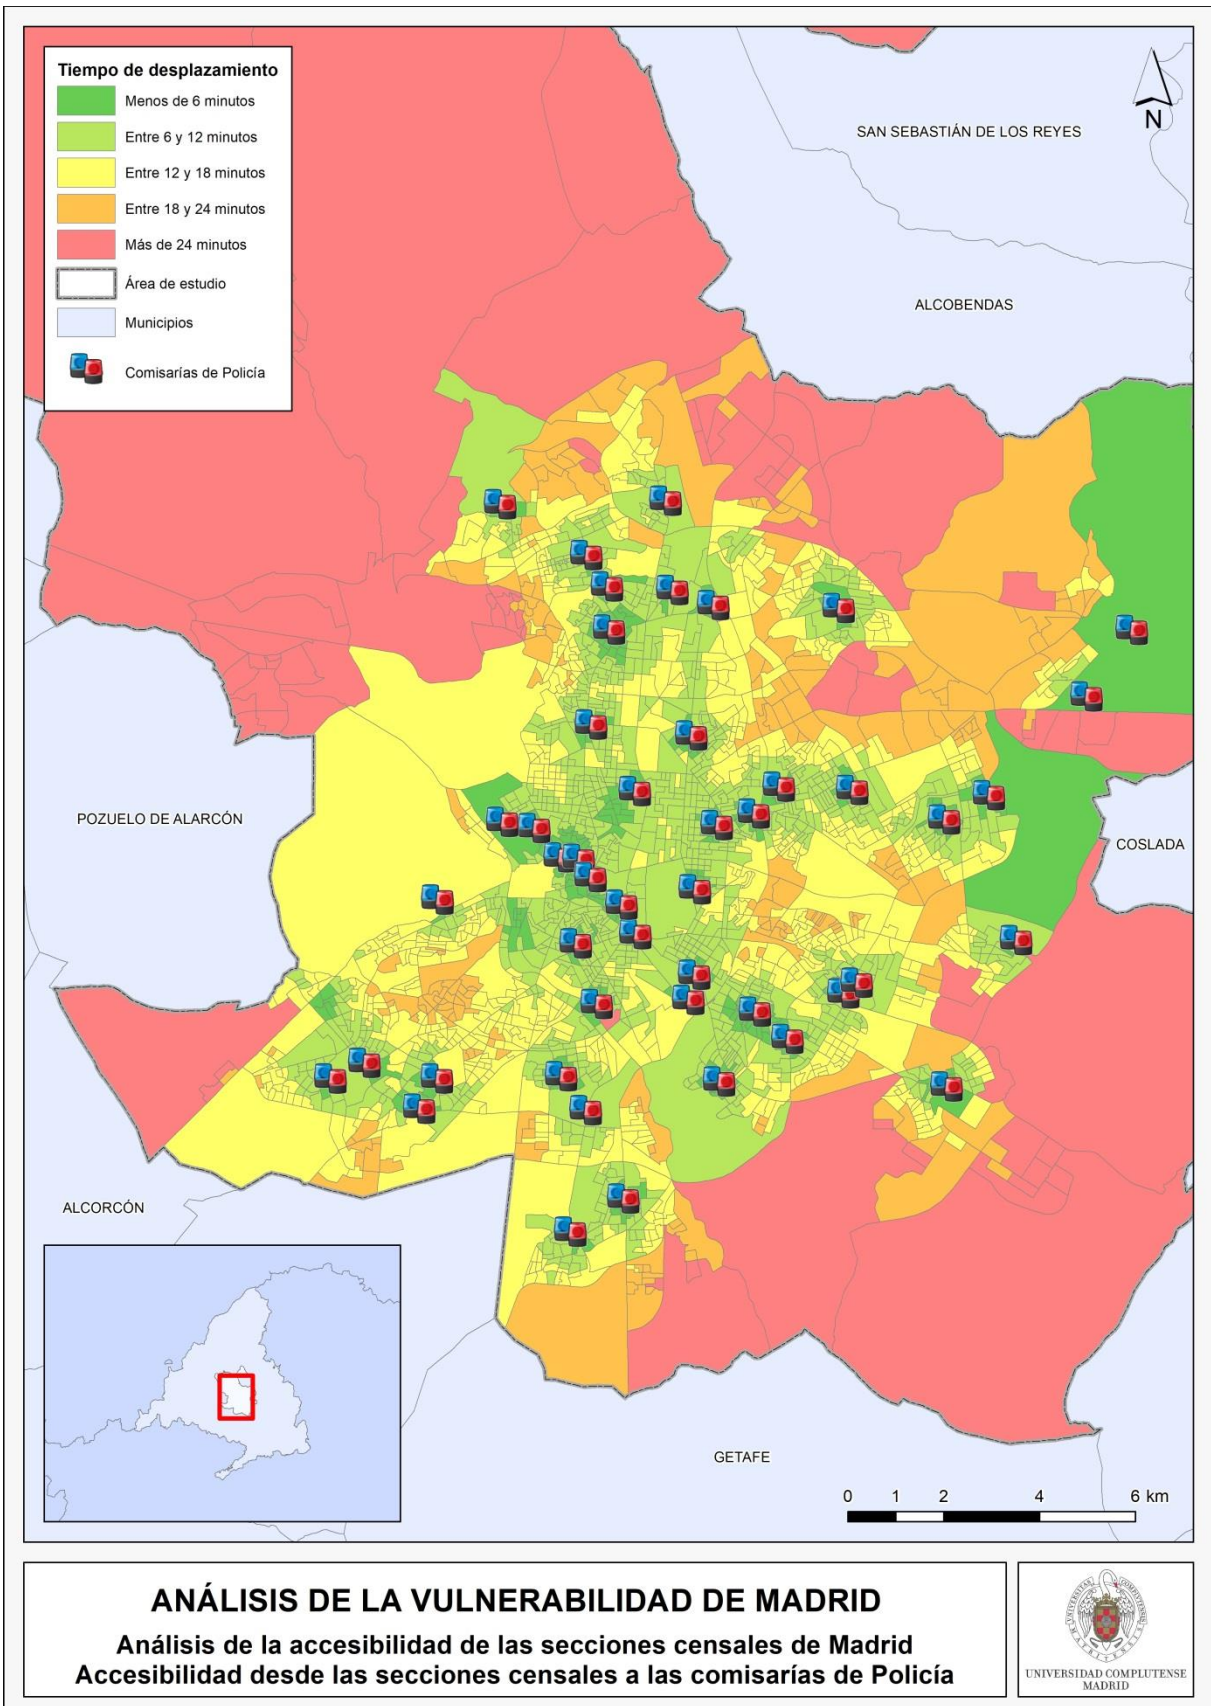 Tiempo de desplazamiento
Menos de 6 minutos
Entre 6 y 12 minutos
Entre 12 y 18 minutos
Entre 18 y 24 minutos
Más de 24 minutos
Área de estudio
Municipios
Comisarías de Policía
N
SAN SEBASTIÁN DE LOS REYES
ALCOBENDAS
POZUELO DE ALARCÓN
COSLADA
ALCORCÓN
GETAFE
0 1 2 4 6 km
ANÁLISIS DE LA VULNERABILIDAD DE MADRID
Análisis de la accesibilidad de las secciones censales de Madrid
Accesibilidad desde las secciones censales a las comisarías de Policía
UNIVERSIDAD COMPLUTENSE
MADRID